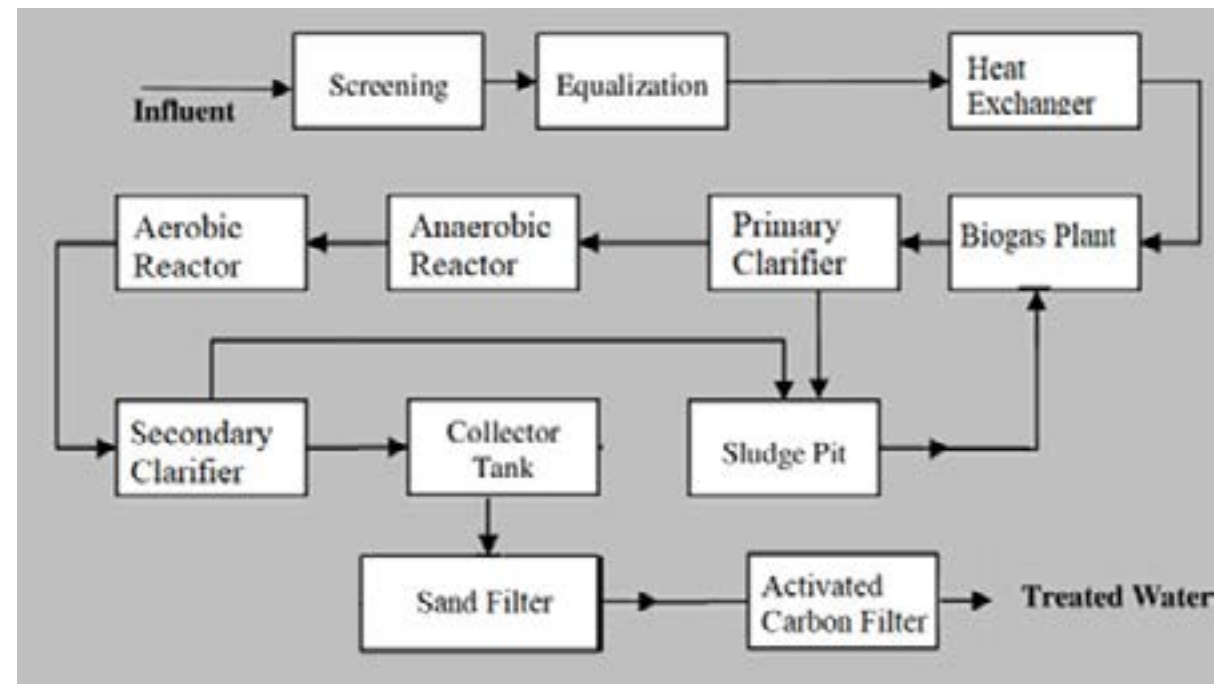 Influent
Screening
Equalization
Heat
Exchanger
Aerobic
Reactor
Anaerobic
Reactor
Primary
Clarifier
Biogas Plant
Secondary
Clarifier
Collector
Tank
Sludge Pit
Sand Filter
Activated
Carbon Filter
Treated Water